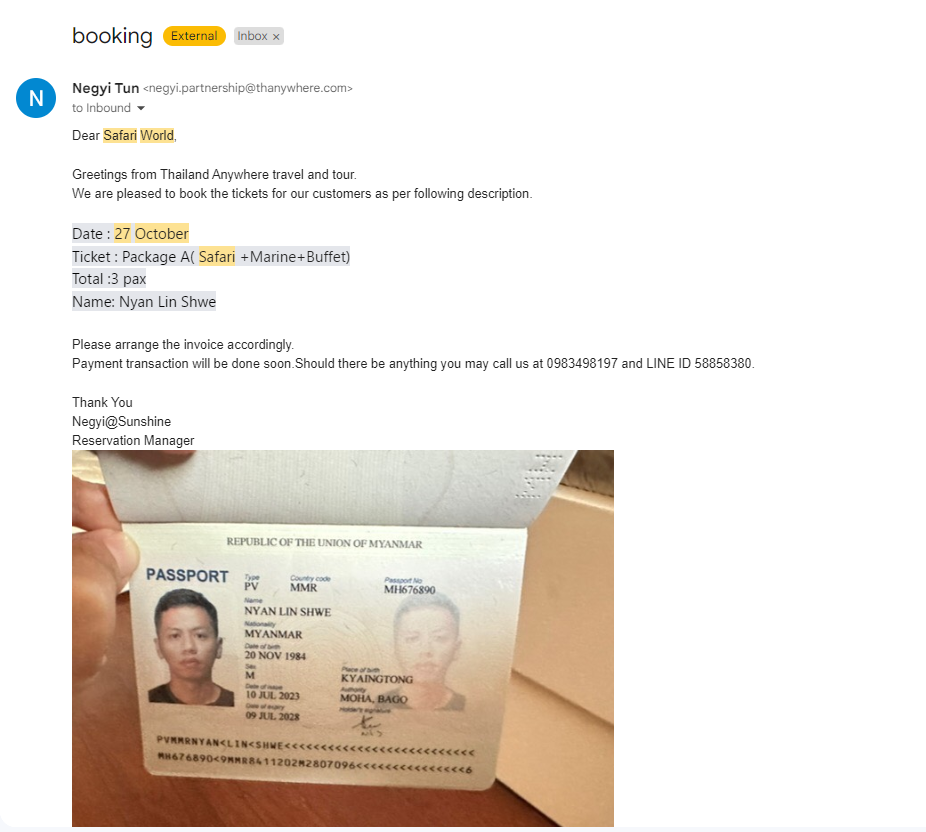 booking External Inbox ×
N
Negyi Tun <negyi.partnership@thanywhere.com>
to Inbound
Dear Safari World,
Greetings from Thailand Anywhere travel and tour.
We are pleased to book the tickets for our customers as per following description.
Date : 27 October
Ticket : Package A( Safari +Marine+Buffet)
Total :3 pax
Name: Nyan Lin Shwe
Please arrange the invoice accordingly.
Payment transaction will be done soon.Should there be anything you may call us at 0983498197 and LINE ID 58858380.
Thank You
Negyi@Sunshine
Reservation Manager
REPUBLIC OF THE UNION OF MYANMAR
PASSPORT
Type Country code Passport No
PV MMR MH676890
Name
NYAN LIN SHWE
Nationality
MYANMAR
Date of birth
20 NOV 1984
Sex Place of birth
M KYAINGTONG
Date of issue Authority
10 JUL 2023 MOHA, BAGO
Date of expiry Holder's signature
09 JUL 2028
PVMMRNYAN<LIN<SHWE<<<<<<<<<<<<<<<<<<<<<<<<<<
MH676890<9MMR8411202M2807096<<<<<<<<<<<<<<<6